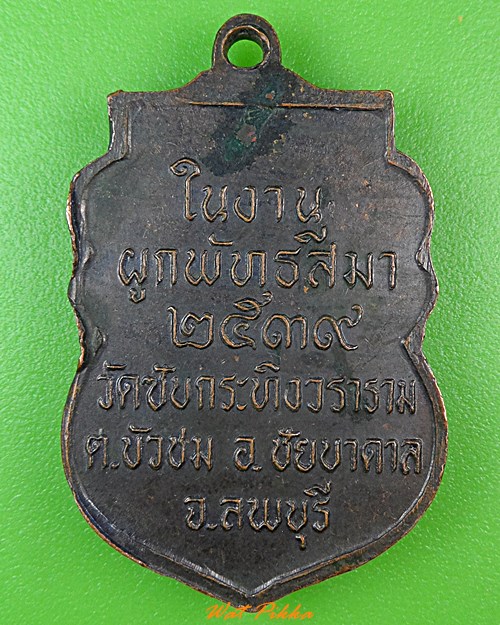 ในงาน
ผูกพัทธสีมา
๒๕๓๙
วัดซับกระทิงวราราม
ต.บัวชม อ.ชัยบาดาล
จ.ลพบุรี
Wat Pikka